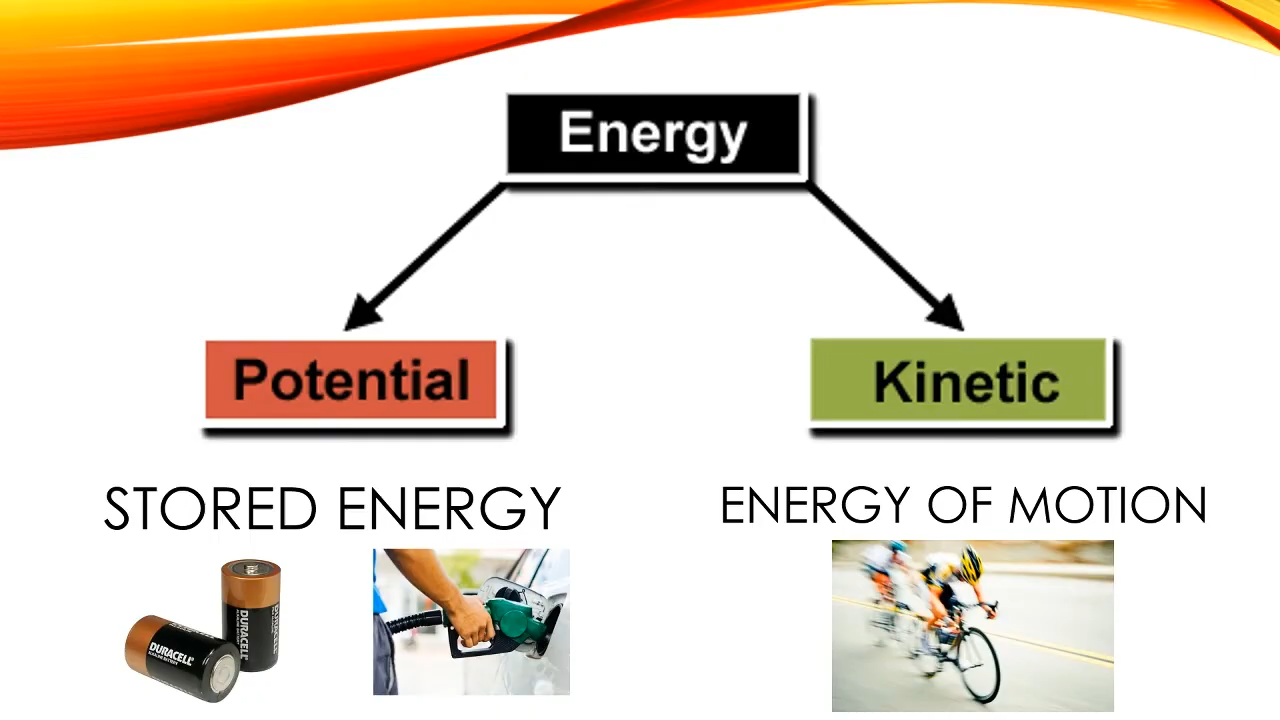 Energy
Potential
Kinetic
STORED ENERGY
ENERGY OF MOTION
DURACELL
DURACELL